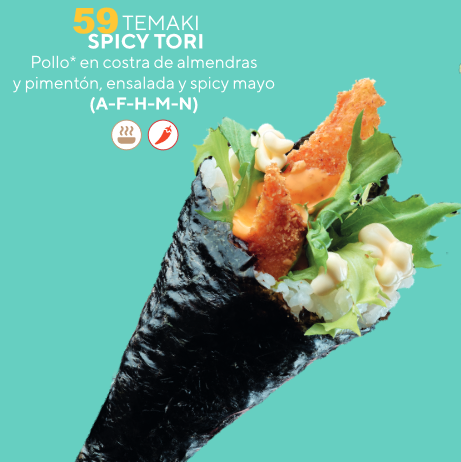 59 TEMAKI
SPICY TORI
Pollo* en costra de almendras
y pimentón, ensalada y spicy mayo
(A-F-H-M-N)